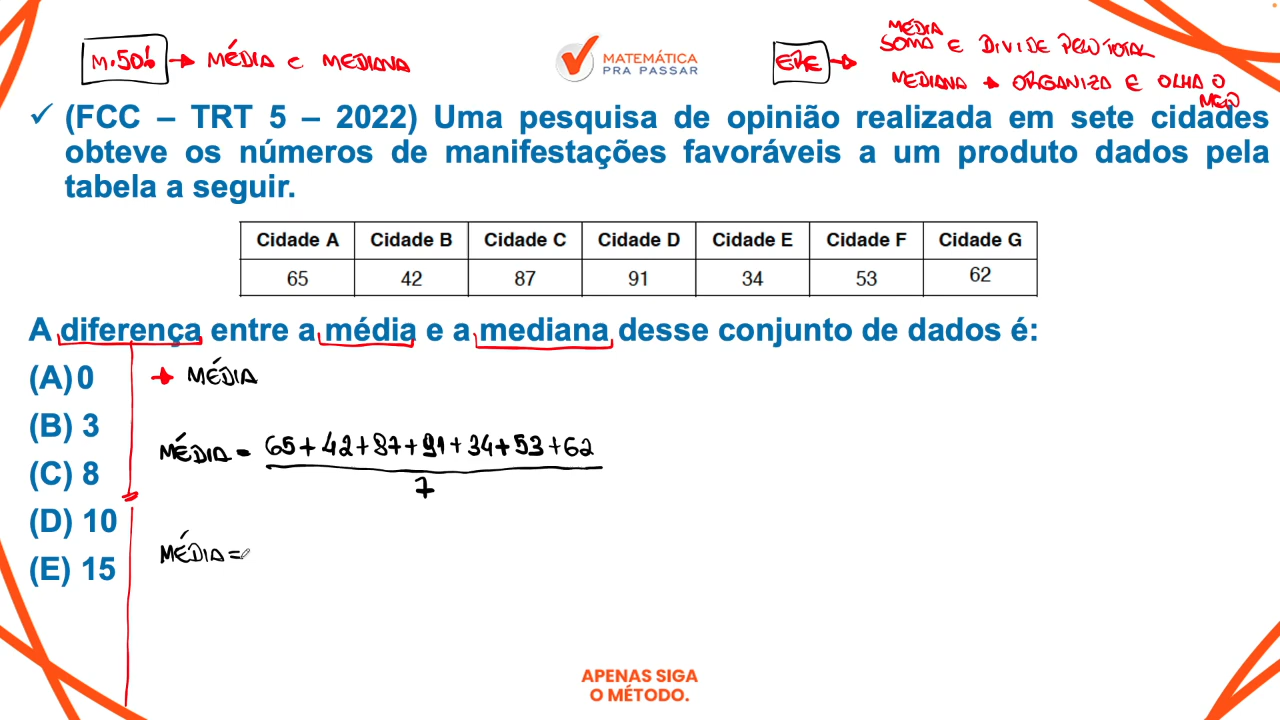 M.50% → MÉDIA e MEDIANA
MATEMÁTICA
PRA PASSAR
MÉDIA
SOMA E DIVIDE PELO TOTAL
MEDIANA → ORGANIZA E OLHA O
MEIO
✓ (FCC – TRT 5 – 2022) Uma pesquisa de opinião realizada em sete cidades
obteve os números de manifestações favoráveis a um produto dados pela
tabela a seguir.
Cidade A Cidade B Cidade C Cidade D Cidade E Cidade F Cidade G
65 42 87 91 34 53 62
A diferença entre a média e a mediana desse conjunto de dados é:
(A) 0
→ MÉDIA
(B) 3
MÉDIA = 65+42+87+91+34+53+62
7
(C) 8
(D) 10
MÉDIA =
(E) 15
APENAS SIGA
O MÉTODO.